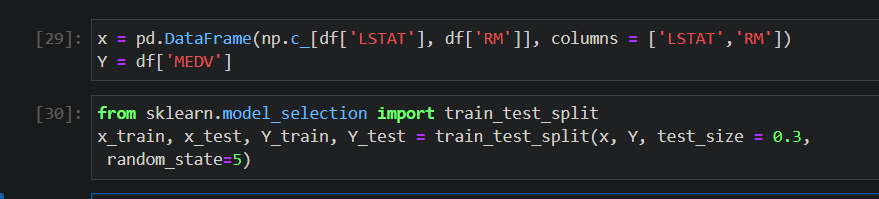 [29]: x = pd.DataFrame(np.c_[df['LSTAT'], df['RM']], columns = ['LSTAT','RM'])
Y = df['MEDV']
[30]: from sklearn.model_selection import train_test_split
x_train, x_test, Y_train, Y_test = train_test_split(x, Y, test_size = 0.3,
random_state=5)